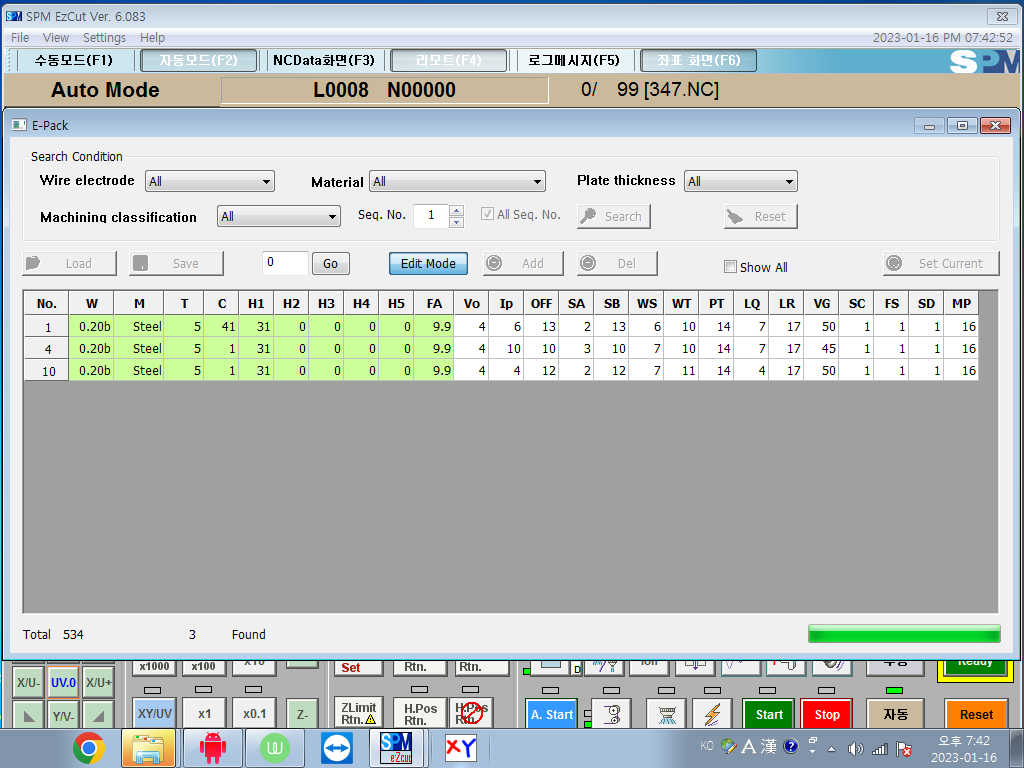 SPM EzCut Ver. 6.083
File View Settings Help 2023-01-16 PM 07:42:52
수동모드(F1) 자동모드(F2) NCData화면(F3) 리모트(F4) 로그메시지(F5) 좌표 화면(F6) SPM
Auto Mode L0008 N00000 0/ 99 [347.NC]
E-Pack
Search Condition
Wire electrode All Material All Plate thickness All
Machining classification All Seq. No. 1 All Seq. No. Search Reset
Load Save 0 Go Edit Mode Add Del Show All Set Current
No. W M T C H1 H2 H3 H4 H5 FA Vo Ip OFF SA SB WS WT PT LQ LR VG SC FS SD MP
1 0.20b Steel 5 41 31 0 0 0 0 9.9 4 6 13 2 13 6 10 14 7 17 50 1 1 1 16
4 0.20b Steel 5 1 31 0 0 0 0 9.9 4 10 10 3 10 7 10 14 7 17 45 1 1 1 16
10 0.20b Steel 5 1 31 0 0 0 0 9.9 4 4 12 2 12 7 11 14 4 17 50 1 1 1 16
Total 534 3 Found
x1000 x100 x10 Set Rtn. Rtn. D Ready
X/U- UV.0 X/U+
Y/V- XY/UV x1 x0.1 Z- ZLimit Rtn. H.Pos Rtn. H.Pos Rtn. A. Start Start Stop 자동 Reset
SPM eZcut XY KO A 漢 ? 오후 7:42
2023-01-16